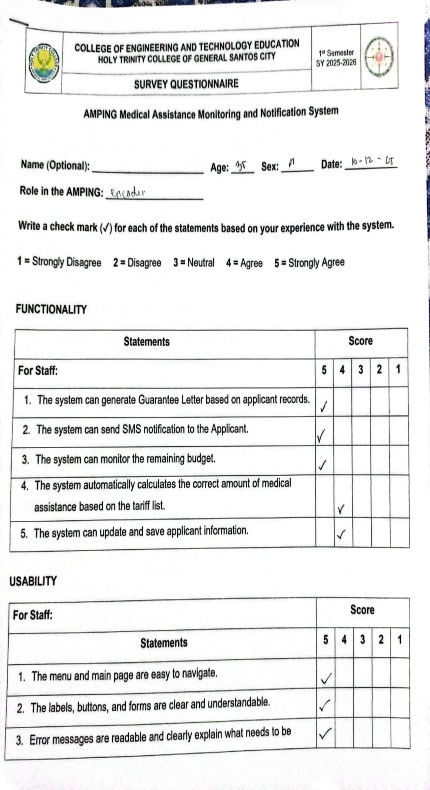 COLLEGE OF ENGINEERING AND TECHNOLOGY EDUCATION
HOLY TRINITY COLLEGE OF GENERAL SANTOS CITY
1st Semester
SY 2025-2026
SURVEY QUESTIONNAIRE
AMPING Medical Assistance Monitoring and Notification System
Name (Optional): Age: 35 Sex: Date: 10-12-25
Role in the AMPING: Encoder
Write a check mark (✓) for each of the statements based on your experience with the system.
1 = Strongly Disagree 2 = Disagree 3 = Neutral 4 = Agree 5 = Strongly Agree
FUNCTIONALITY
Statements Score
For Staff: 5 4 3 2 1
1. The system can generate Guarantee Letter based on applicant records. ✓
2. The system can send SMS notification to the Applicant. ✓
3. The system can monitor the remaining budget. ✓
4. The system automatically calculates the correct amount of medical
assistance based on the tariff list. ✓
5. The system can update and save applicant information. ✓
USABILITY
For Staff: Score
Statements 5 4 3 2 1
1. The menu and main page are easy to navigate. ✓
2. The labels, buttons, and forms are clear and understandable. ✓
3. Error messages are readable and clearly explain what needs to be ✓